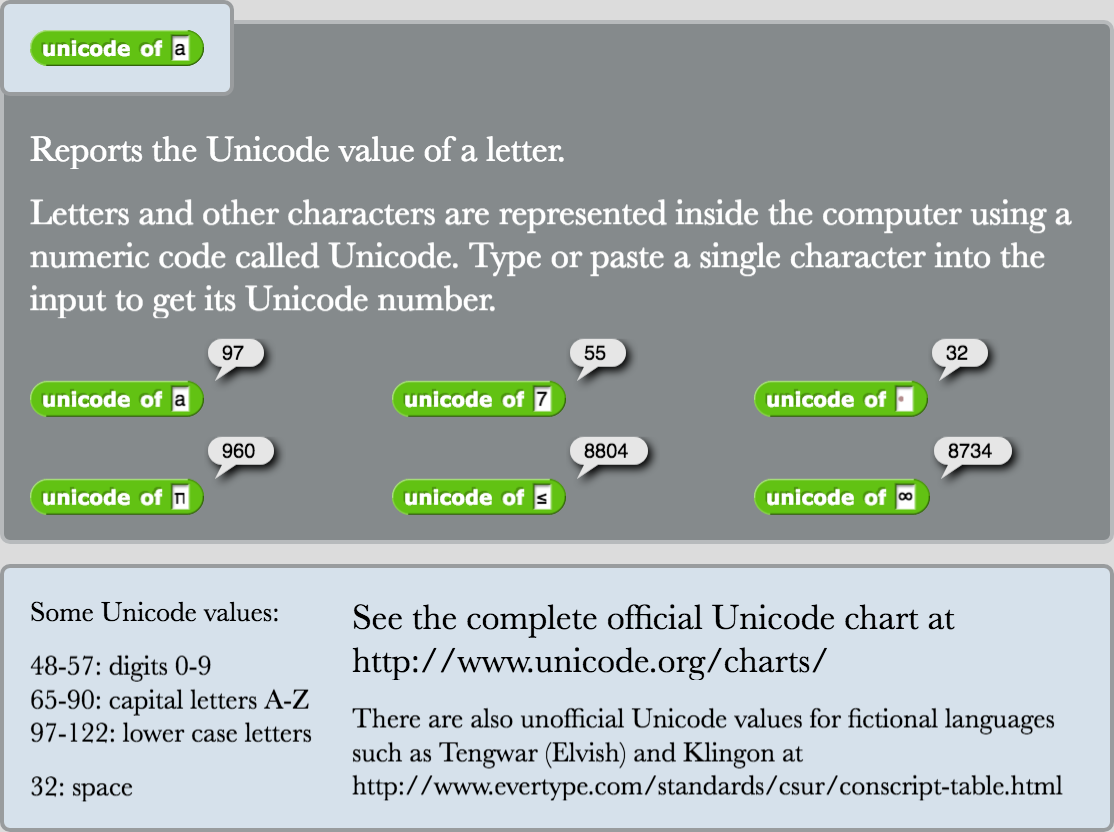 unicode of a
Reports the Unicode value of a letter.
Letters and other characters are represented inside the computer using a
numeric code called Unicode. Type or paste a single character into the
input to get its Unicode number.
97 55 32
unicode of a unicode of 7 unicode of
960 8804 8734
unicode of π unicode of ≤ unicode of ∞
Some Unicode values:
48-57: digits 0-9
65-90: capital letters A-Z
97-122: lower case letters
32: space
See the complete official Unicode chart at
http://www.unicode.org/charts/
There are also unofficial Unicode values for fictional languages
such as Tengwar (Elvish) and Klingon at
http://www.evertype.com/standards/csur/conscript-table.html